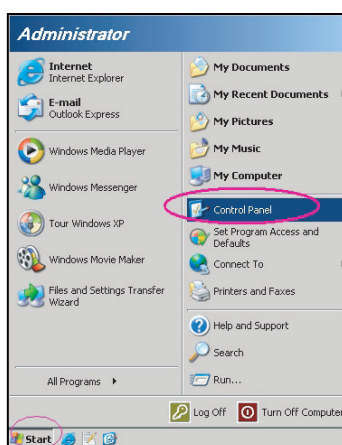 Administrator
Internet
Internet Explorer
E-mail
Outlook Express
Windows Media Player
Windows Messenger
Tour Windows XP
Windows Movie Maker
Files and Settings Transfer
Wizard
All Programs
My Documents
My Recent Documents
My Pictures
My Music
My Computer
Control Panel
Set Program Access and
Defaults
Connect To
Printers and Faxes
Help and Support
Search
Run...
Log Off
Turn Off Computer
Start